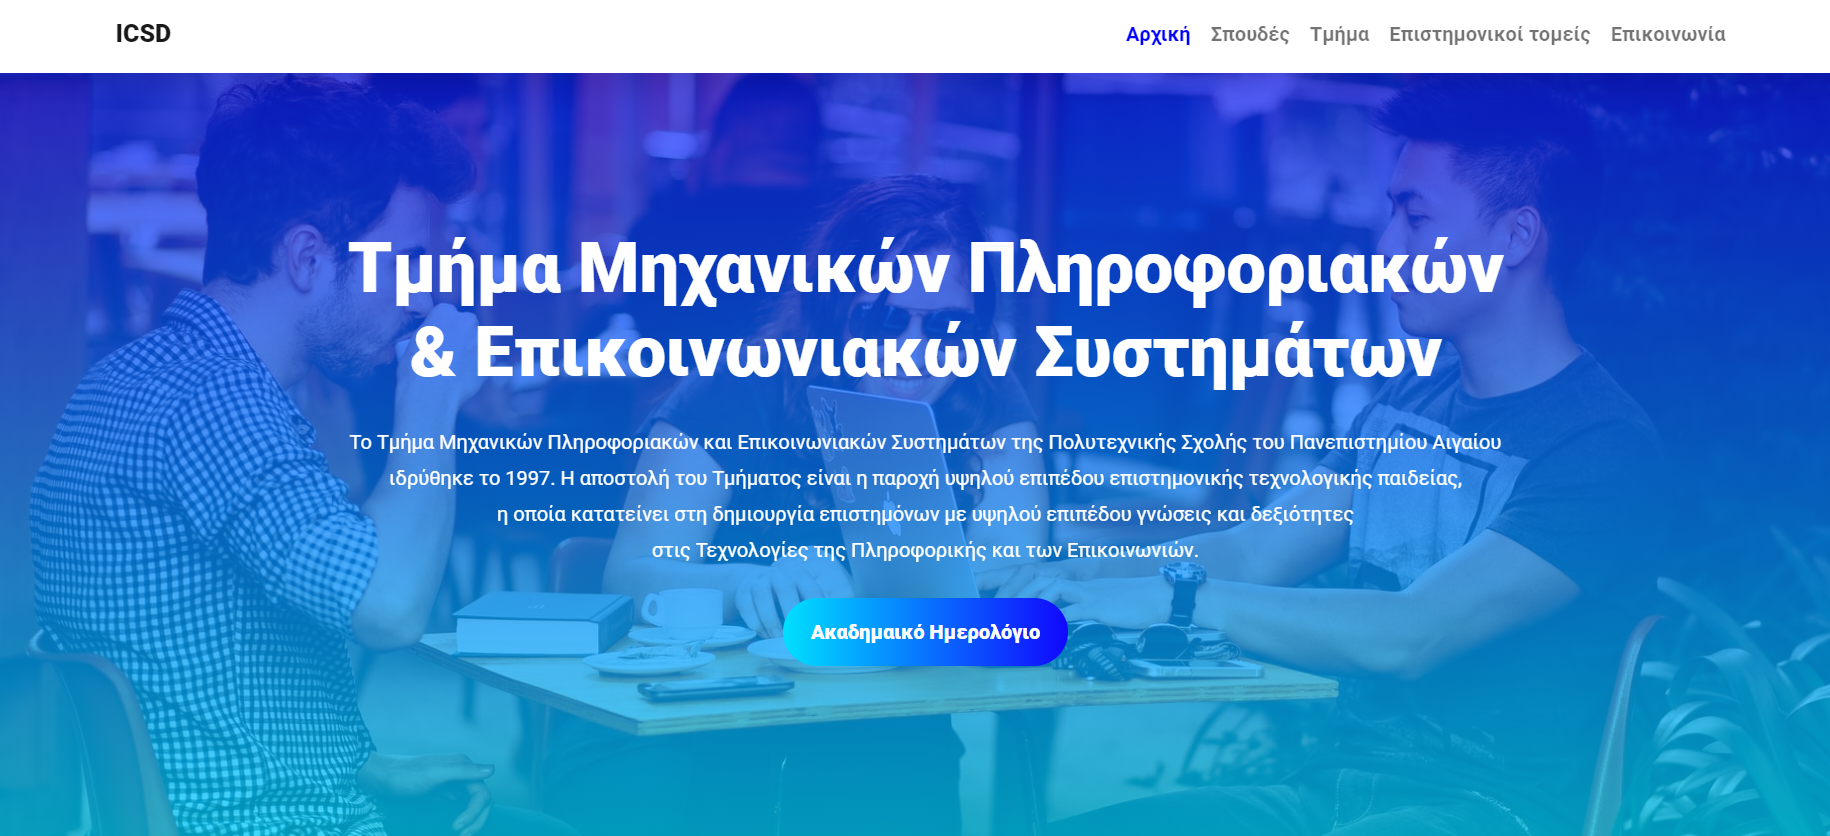 ICSD
Αρχική Σπουδές Τμήμα Επιστημονικοί τομείς Επικοινωνία
Τμήμα Μηχανικών Πληροφοριακών
& Επικοινωνιακών Συστημάτων
Το Τμήμα Μηχανικών Πληροφοριακών και Επικοινωνιακών Συστημάτων της Πολυτεχνικής Σχολής του Πανεπιστημίου Αιγαίου
ιδρύθηκε το 1997. Η αποστολή του Τμήματος είναι η παροχή υψηλού επιπέδου επιστημονικής τεχνολογικής παιδείας,
η οποία κατατείνει στη δημιουργία επιστημόνων με υψηλού επιπέδου γνώσεις και δεξιότητες
στις Τεχνολογίες της Πληροφορικής και των Επικοινωνιών.
Ακαδημαικό Ημερολόγιο